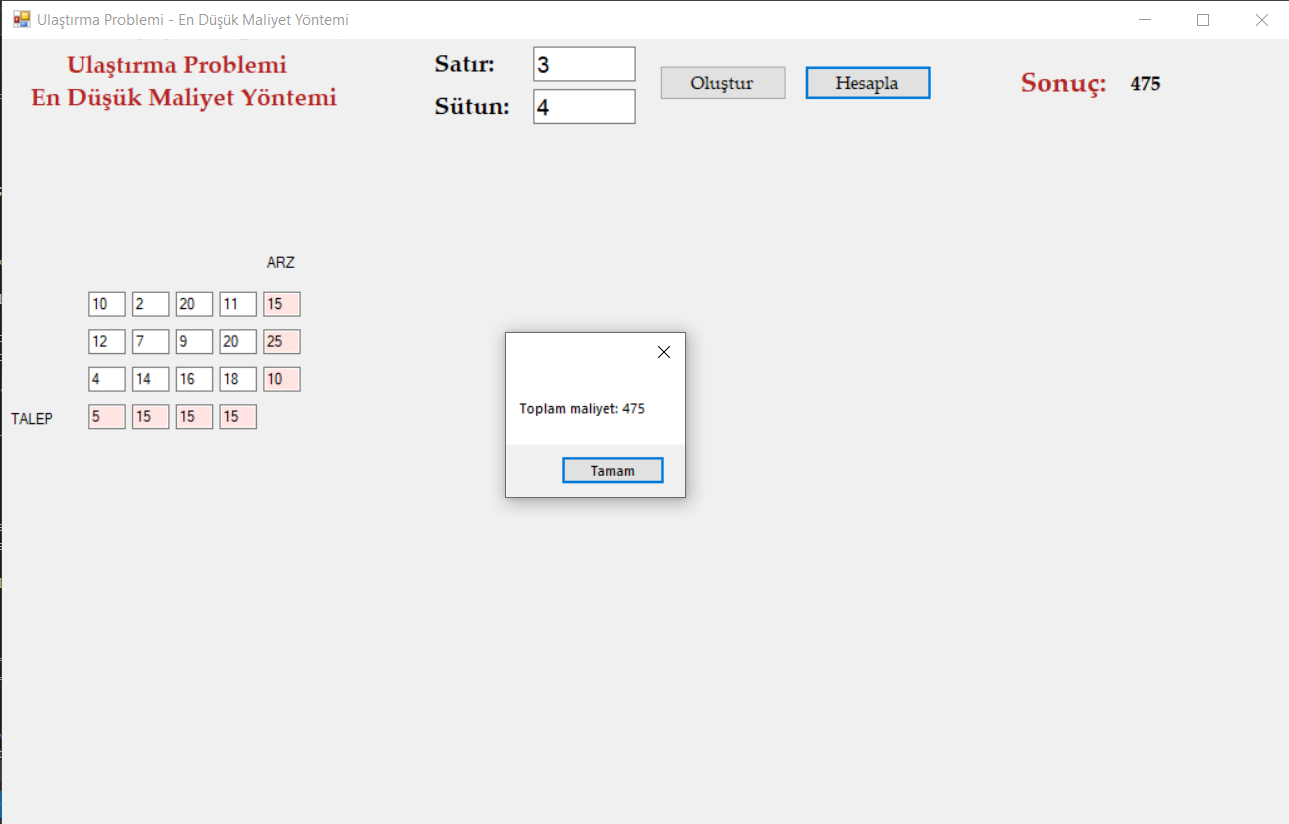 Ulaştırma Problemi - En Düşük Maliyet Yöntemi
Ulaştırma Problemi
En Düşük Maliyet Yöntemi
Satır: 3
Sütun: 4
Oluştur
Hesapla
Sonuç: 475
ARZ
10 2 20 11 15
12 7 9 20 25
4 14 16 18 10
TALEP 5 15 15 15
Toplam maliyet: 475
Tamam